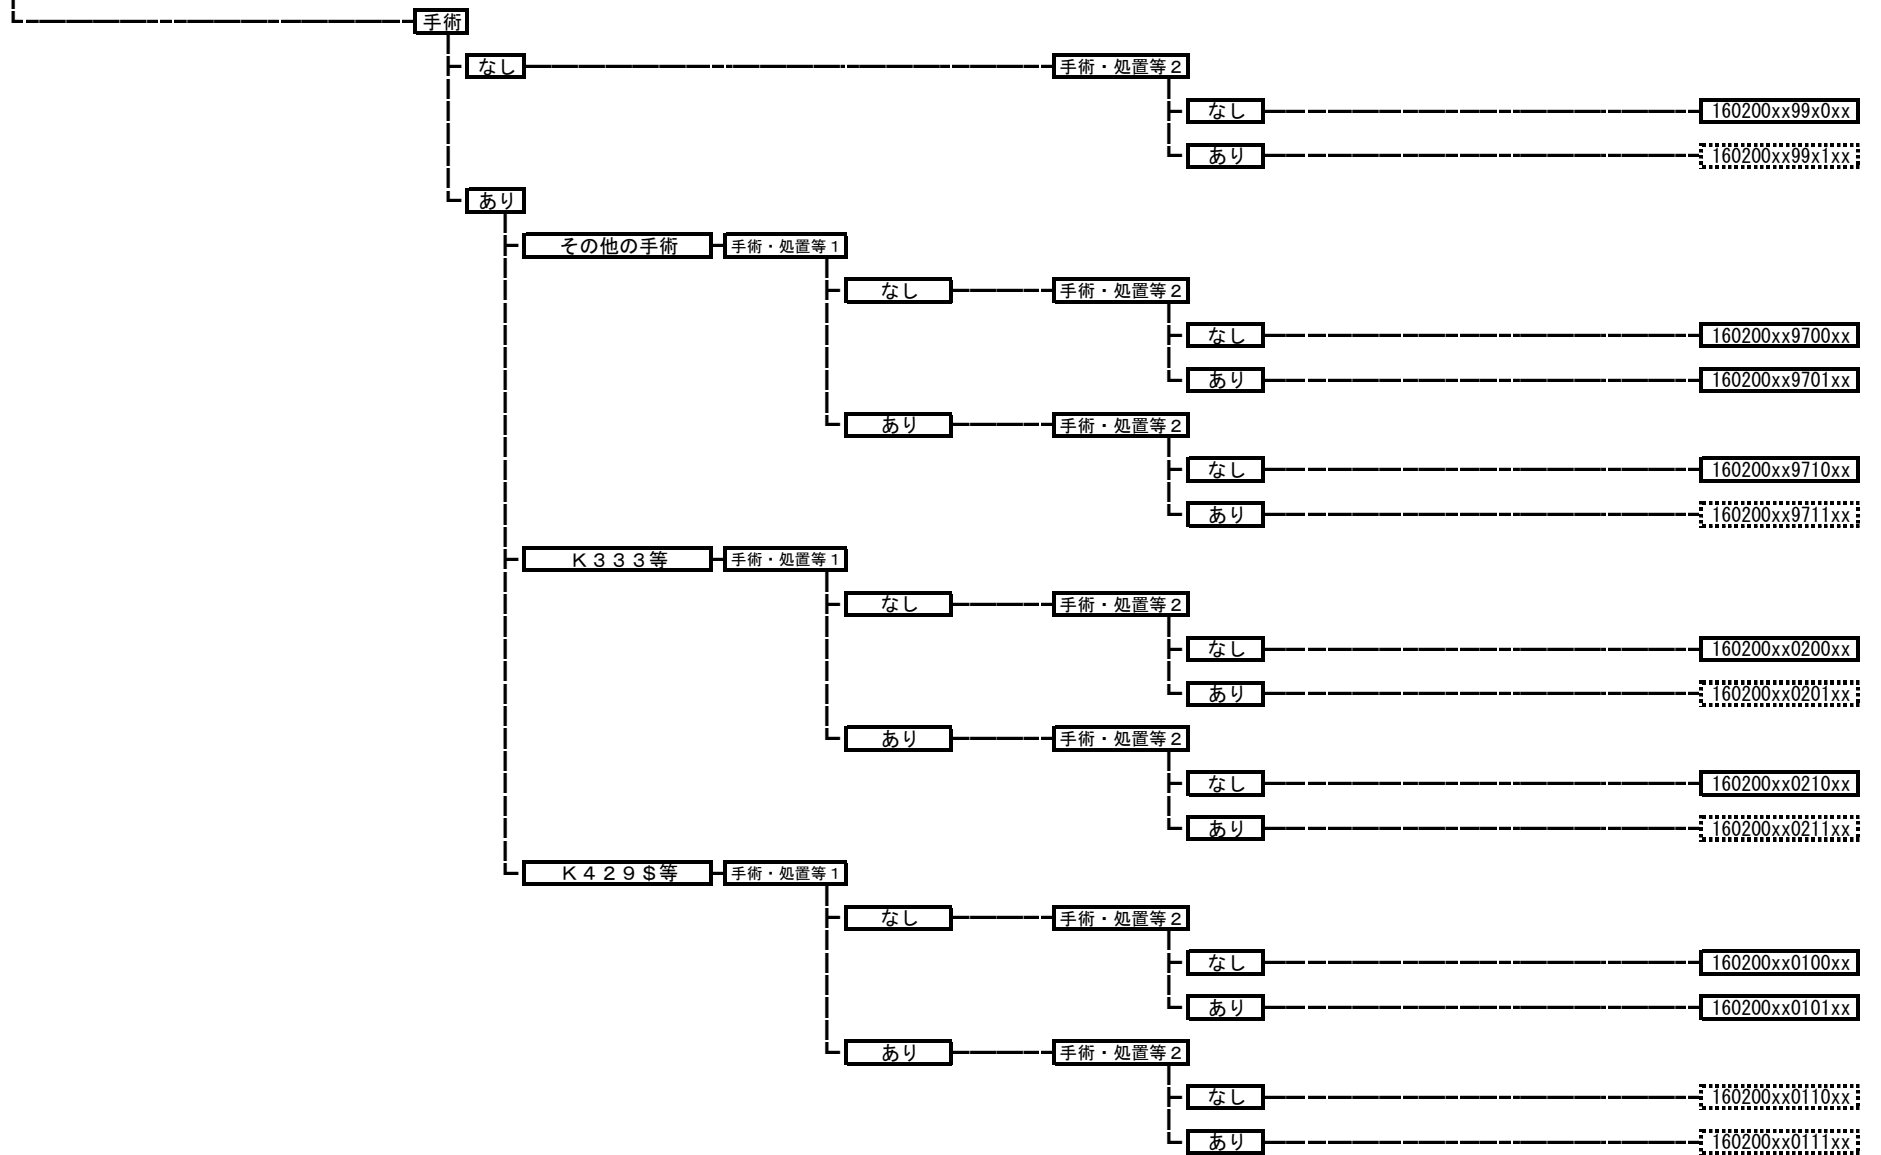 手術
なし 手術・処置等２
なし 160200xx99x0xx
あり 160200xx99x1xx
あり
その他の手術 手術・処置等１
なし 手術・処置等２
なし 160200xx9700xx
あり 160200xx9701xx
あり 手術・処置等２
なし 160200xx9710xx
あり 160200xx9711xx
Ｋ３３３等 手術・処置等１
なし 手術・処置等２
なし 160200xx0200xx
あり 160200xx0201xx
あり 手術・処置等２
なし 160200xx0210xx
あり 160200xx0211xx
Ｋ４２９＄等 手術・処置等１
なし 手術・処置等２
なし 160200xx0100xx
あり 160200xx0101xx
あり 手術・処置等２
なし 160200xx0110xx
あり 160200xx0111xx